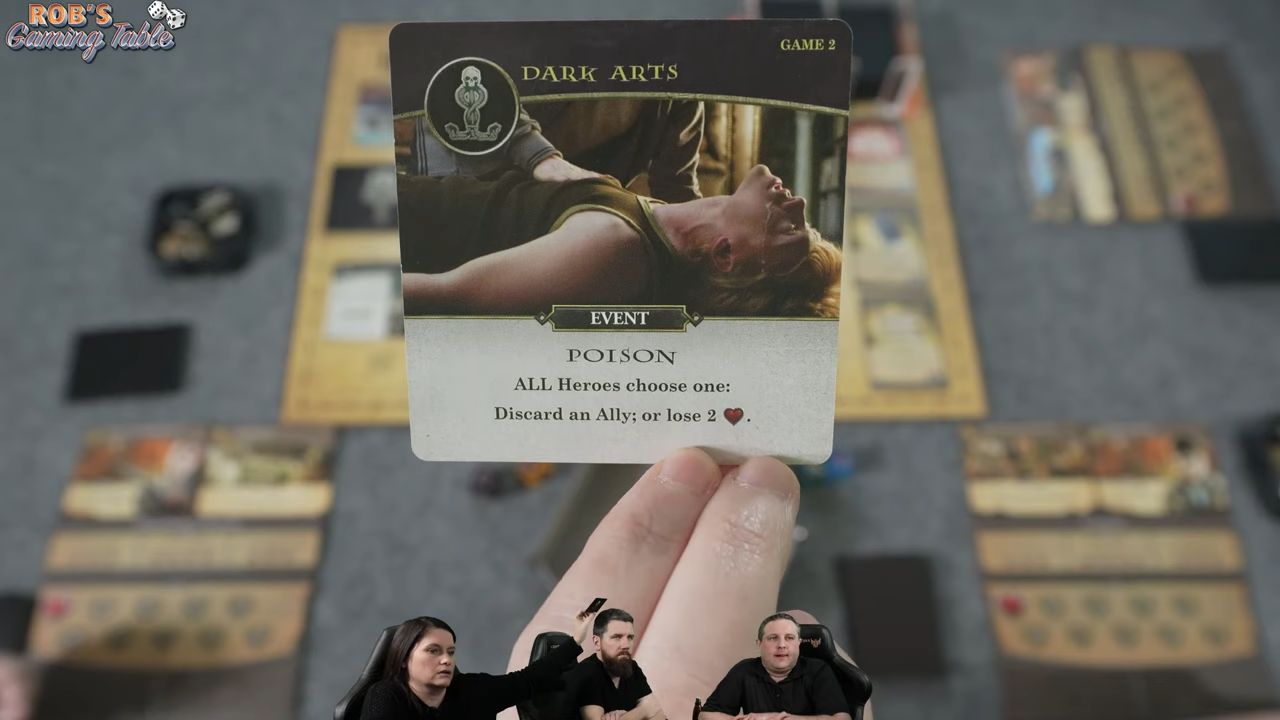 ROB'S
Gaming Table
GAME 2
DARK ARTS
EVENT
POISON
ALL Heroes choose one:
Discard an Ally; or lose 2 ❤.